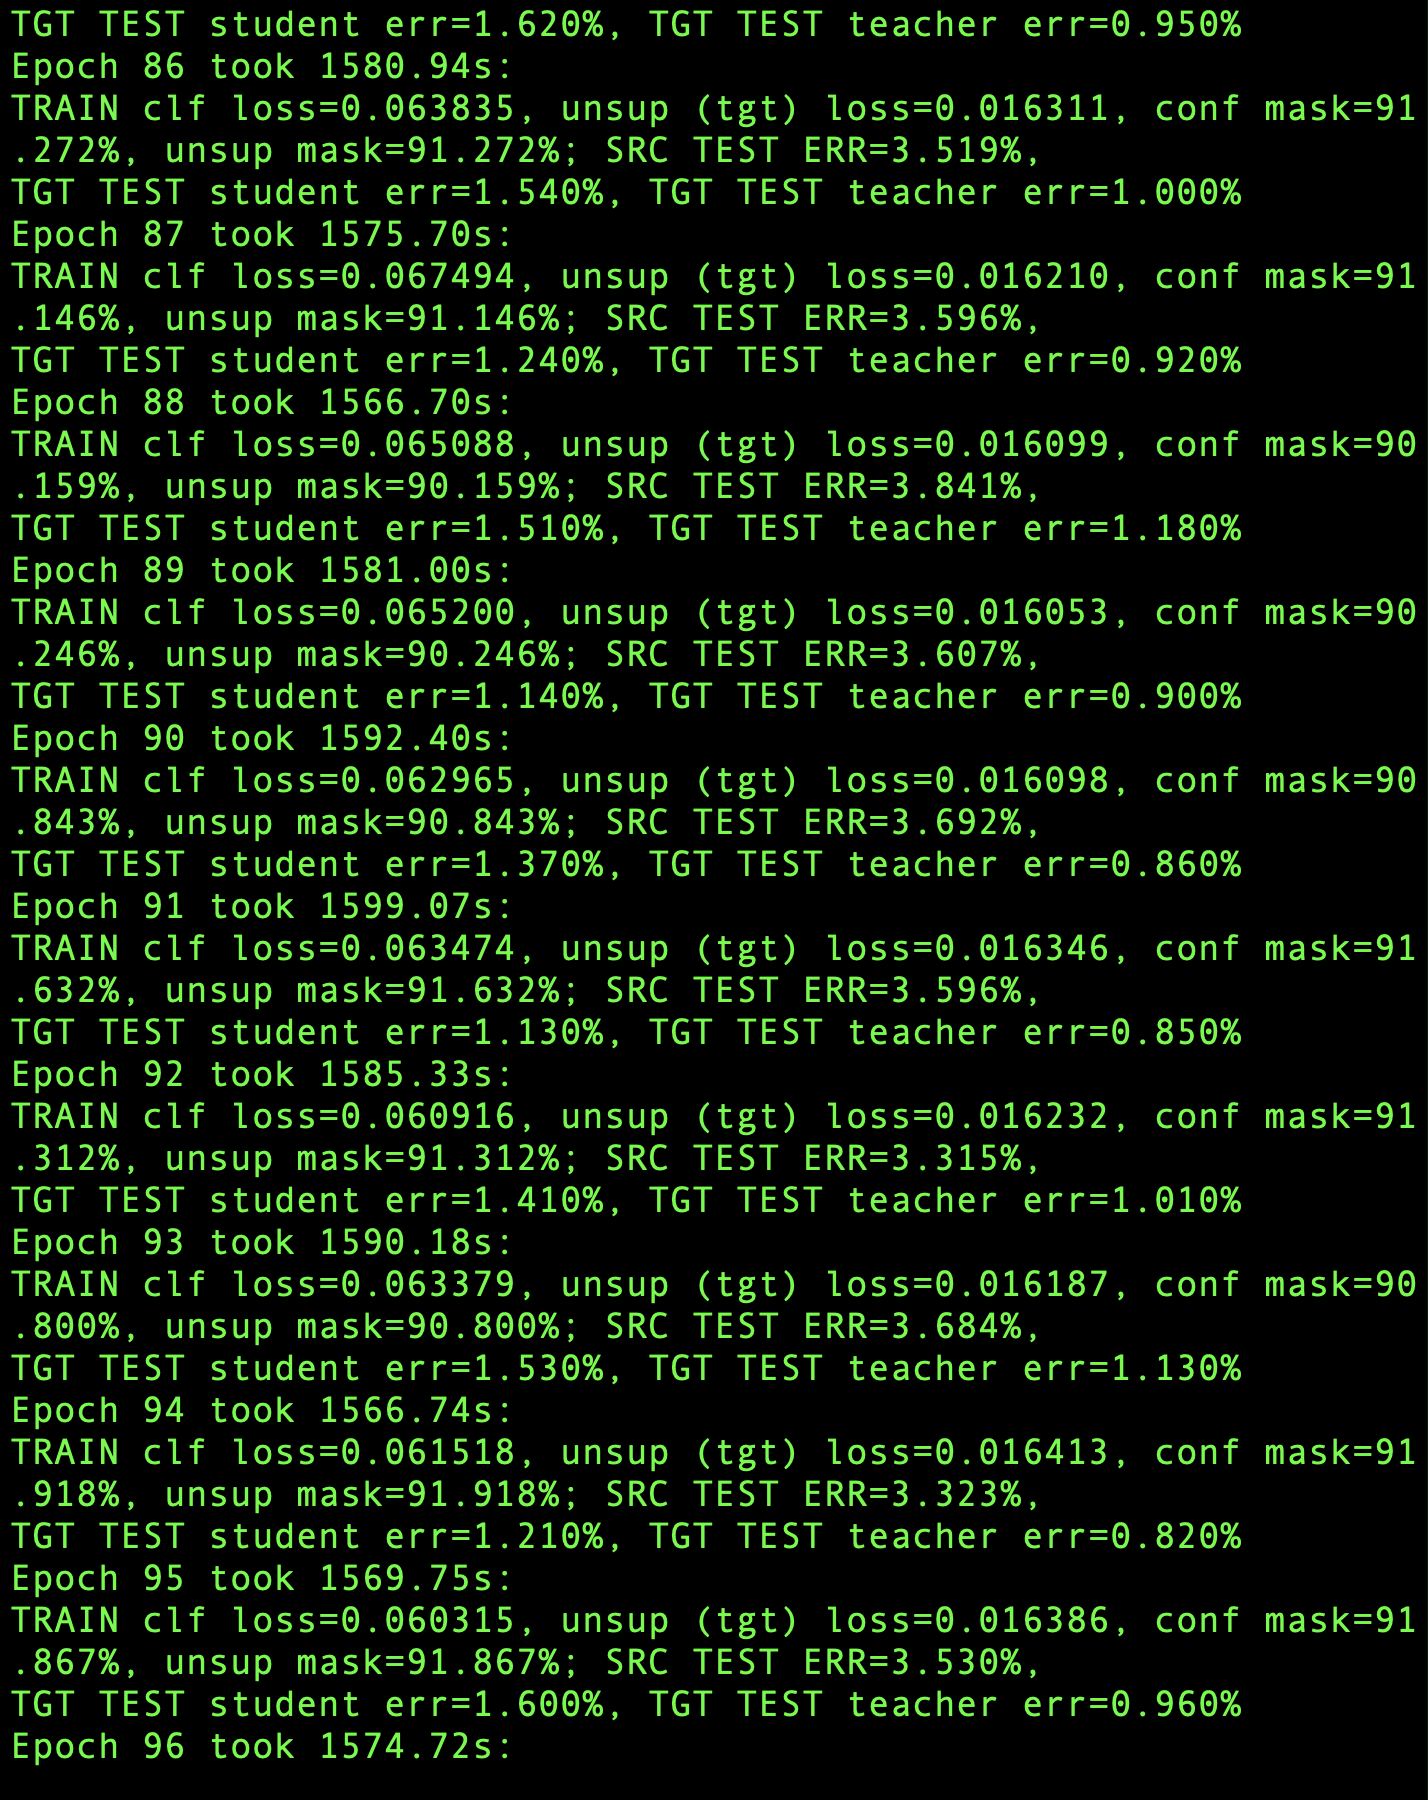 TGT TEST student err=1.620%, TGT TEST teacher err=0.950%
Epoch 86 took 1580.94s:
TRAIN clf loss=0.063835, unsup (tgt) loss=0.016311, conf mask=91
.272%, unsup mask=91.272%; SRC TEST ERR=3.519%,
TGT TEST student err=1.540%, TGT TEST teacher err=1.000%
Epoch 87 took 1575.70s:
TRAIN clf loss=0.067494, unsup (tgt) loss=0.016210, conf mask=91
.146%, unsup mask=91.146%; SRC TEST ERR=3.596%,
TGT TEST student err=1.240%, TGT TEST teacher err=0.920%
Epoch 88 took 1566.70s:
TRAIN clf loss=0.065088, unsup (tgt) loss=0.016099, conf mask=90
.159%, unsup mask=90.159%; SRC TEST ERR=3.841%,
TGT TEST student err=1.510%, TGT TEST teacher err=1.180%
Epoch 89 took 1581.00s:
TRAIN clf loss=0.065200, unsup (tgt) loss=0.016053, conf mask=90
.246%, unsup mask=90.246%; SRC TEST ERR=3.607%,
TGT TEST student err=1.140%, TGT TEST teacher err=0.900%
Epoch 90 took 1592.40s:
TRAIN clf loss=0.062965, unsup (tgt) loss=0.016098, conf mask=90
.843%, unsup mask=90.843%; SRC TEST ERR=3.692%,
TGT TEST student err=1.370%, TGT TEST teacher err=0.860%
Epoch 91 took 1599.07s:
TRAIN clf loss=0.063474, unsup (tgt) loss=0.016346, conf mask=91
.632%, unsup mask=91.632%; SRC TEST ERR=3.596%,
TGT TEST student err=1.130%, TGT TEST teacher err=0.850%
Epoch 92 took 1585.33s:
TRAIN clf loss=0.060916, unsup (tgt) loss=0.016232, conf mask=91
.312%, unsup mask=91.312%; SRC TEST ERR=3.315%,
TGT TEST student err=1.410%, TGT TEST teacher err=1.010%
Epoch 93 took 1590.18s:
TRAIN clf loss=0.063379, unsup (tgt) loss=0.016187, conf mask=90
.800%, unsup mask=90.800%; SRC TEST ERR=3.684%,
TGT TEST student err=1.530%, TGT TEST teacher err=1.130%
Epoch 94 took 1566.74s:
TRAIN clf loss=0.061518, unsup (tgt) loss=0.016413, conf mask=91
.918%, unsup mask=91.918%; SRC TEST ERR=3.323%,
TGT TEST student err=1.210%, TGT TEST teacher err=0.820%
Epoch 95 took 1569.75s:
TRAIN clf loss=0.060315, unsup (tgt) loss=0.016386, conf mask=91
.867%, unsup mask=91.867%; SRC TEST ERR=3.530%,
TGT TEST student err=1.600%, TGT TEST teacher err=0.960%
Epoch 96 took 1574.72s: